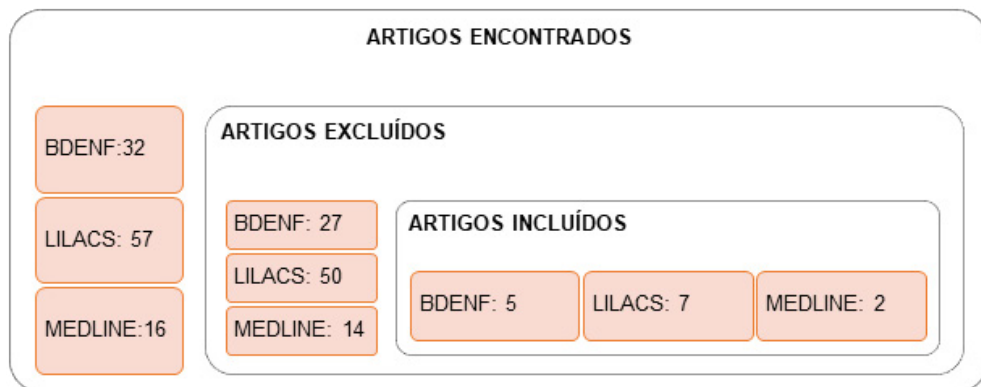 ARTIGOS ENCONTRADOS
BDENF:32
LILACS: 57
MEDLINE:16
ARTIGOS EXCLUÍDOS
BDENF: 27
LILACS: 50
MEDLINE: 14
ARTIGOS INCLUÍDOS
BDENF: 5
LILACS: 7
MEDLINE: 2